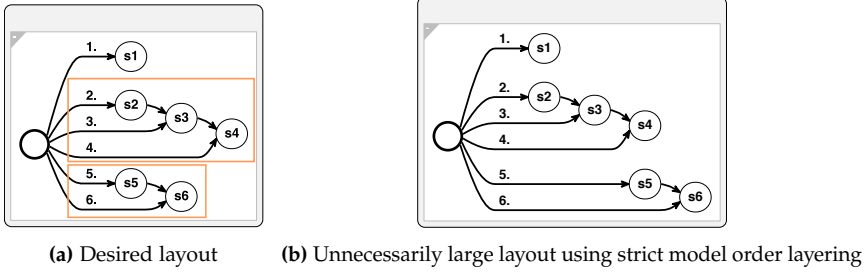 1.
s1
2.
s2
3.
s3
4.
s4
5.
s5
6.
s6
1.
s1
2.
s2
3.
s3
4.
s4
5.
s5
6.
s6
(a) Desired layout
(b) Unnecessarily large layout using strict model order layering